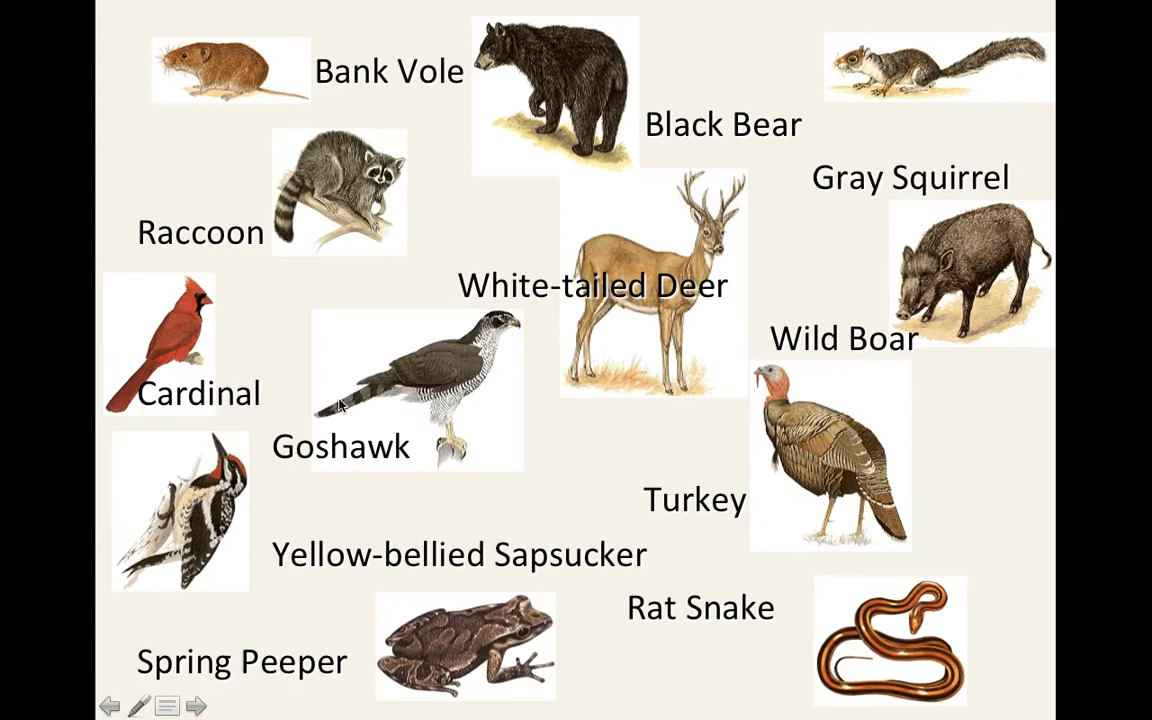 Bank Vole
Black Bear
Gray Squirrel
Raccoon
White-tailed Deer
Wild Boar
Cardinal
Goshawk
Turkey
Yellow-bellied Sapsucker
Rat Snake
Spring Peeper